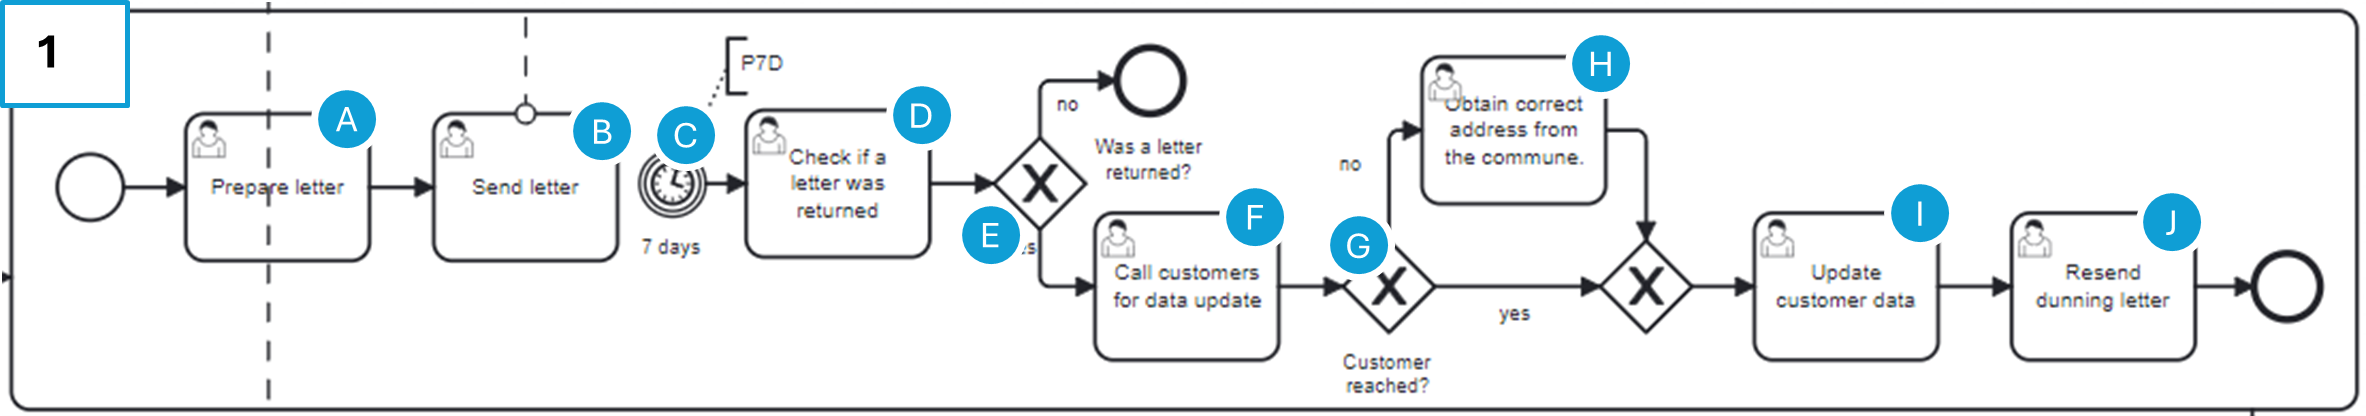 1
A
Prepare letter
B
Send letter
P7D
C
7 days
D
Check if a
letter was
returned
no
Was a letter
returned?
E
F
Call customers
for data update
G
no
Customer
reached?
yes
H
Obtain correct
address from
the commune.
I
Update
customer data
J
Resend
dunning letter